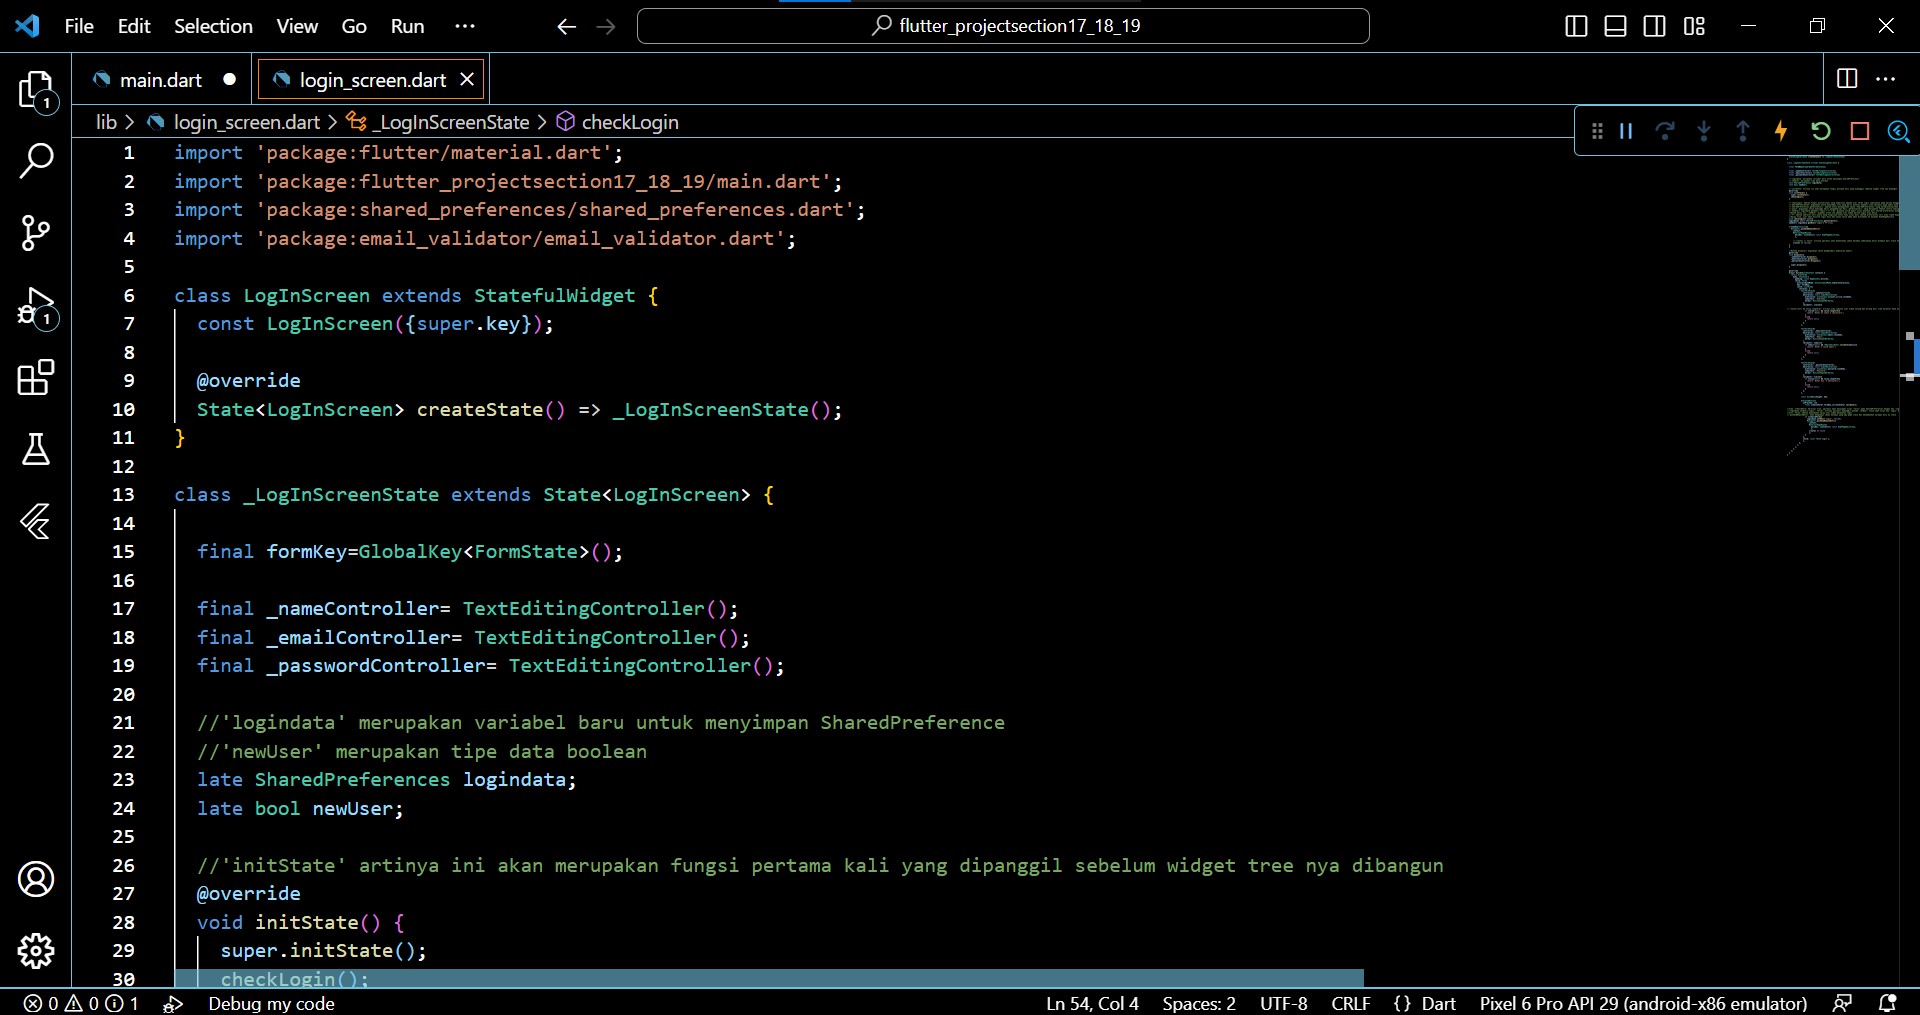 File Edit Selection View Go Run ··· flutter_projectsection17_18_19
main.dart login_screen.dart
lib > login_screen.dart > _LogInScreenState > checkLogin
1 import 'package:flutter/material.dart';
2 import 'package:flutter_projectsection17_18_19/main.dart';
3 import 'package:shared_preferences/shared_preferences.dart';
4 import 'package:email_validator/email_validator.dart';
5
6 class LogInScreen extends StatefulWidget {
7 const LogInScreen({super.key});
8
9 @override
10 State<LogInScreen> createState() => _LogInScreenState();
11 }
12
13 class _LogInScreenState extends State<LogInScreen> {
14
15 final formKey=GlobalKey<FormState>();
16
17 final _nameController= TextEditingController();
18 final _emailController= TextEditingController();
19 final _passwordController= TextEditingController();
20
21 //'logindata' merupakan variabel baru untuk menyimpan SharedPreference
22 //'newUser' merupakan tipe data boolean
23 late SharedPreferences logindata;
24 late bool newUser;
25
26 //'initState' artinya ini akan merupakan fungsi pertama kali yang dipanggil sebelum widget tree nya dibangun
27 @override
28 void initState() {
29 super.initState();
30 checkLogin();
1
1
0 0 1 Debug my code Ln 54, Col 4 Spaces: 2 UTF-8 CRLF {} Dart Pixel 6 Pro API 29 (android-x86 emulator)